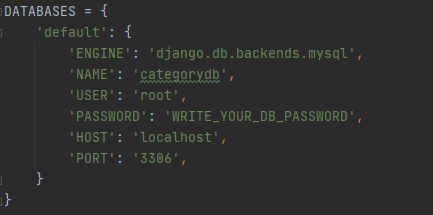 DATABASES = {
'default': {
'ENGINE': 'django.db.backends.mysql',
'NAME': 'categorydb',
'USER': 'root',
'PASSWORD': 'WRITE_YOUR_DB_PASSWORD',
'HOST': 'localhost',
'PORT': '3306',
}
}